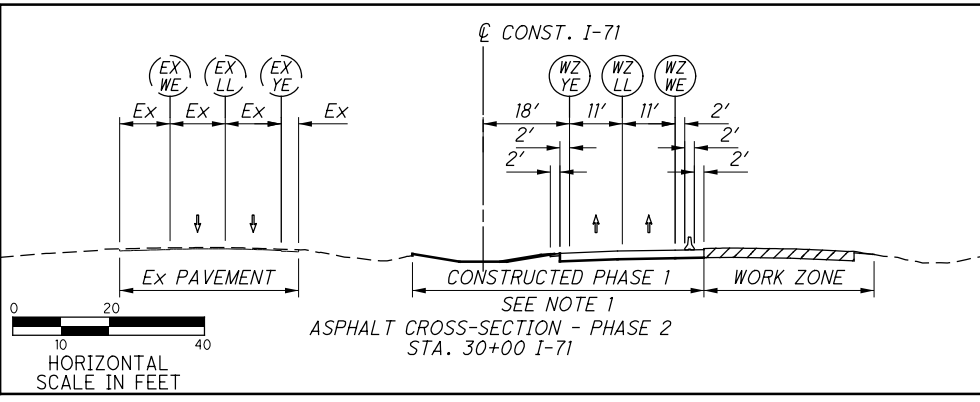 ℄ CONST. I-71
EX WE
EX LL
EX YE
WZ YE
WZ LL
WZ WE
Ex Ex Ex Ex
18' 11' 11' 2'
2' 2'
2' 2'
Ex PAVEMENT
CONSTRUCTED PHASE 1
WORK ZONE
SEE NOTE 1
ASPHALT CROSS-SECTION - PHASE 2
STA. 30+00 I-71
0 20
10 40
HORIZONTAL
SCALE IN FEET